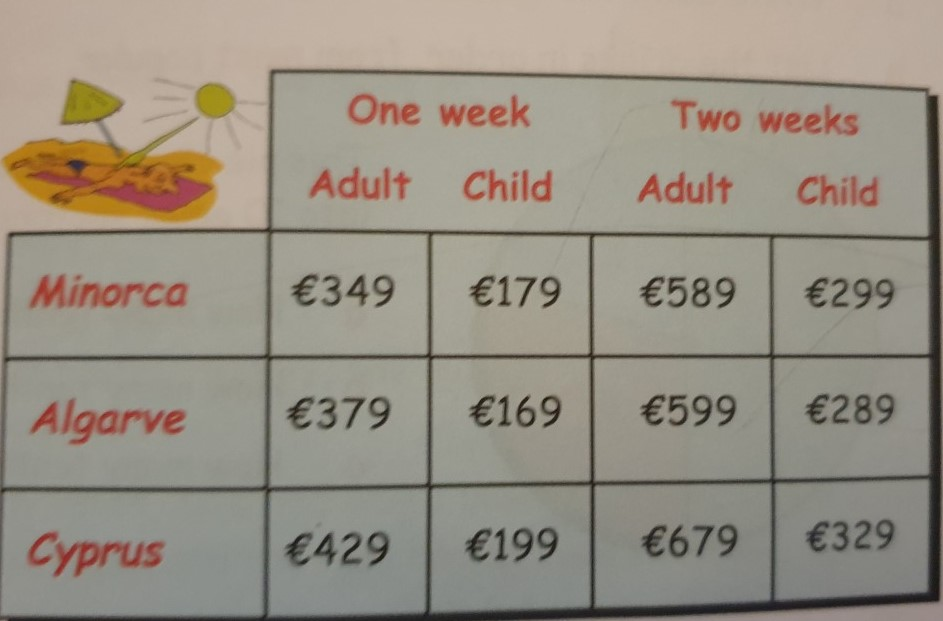 One week Two weeks
Adult Child Adult Child
Minorca €349 €179 €589 €299
Algarve €379 €169 €599 €289
Cyprus €429 €199 €679 €329